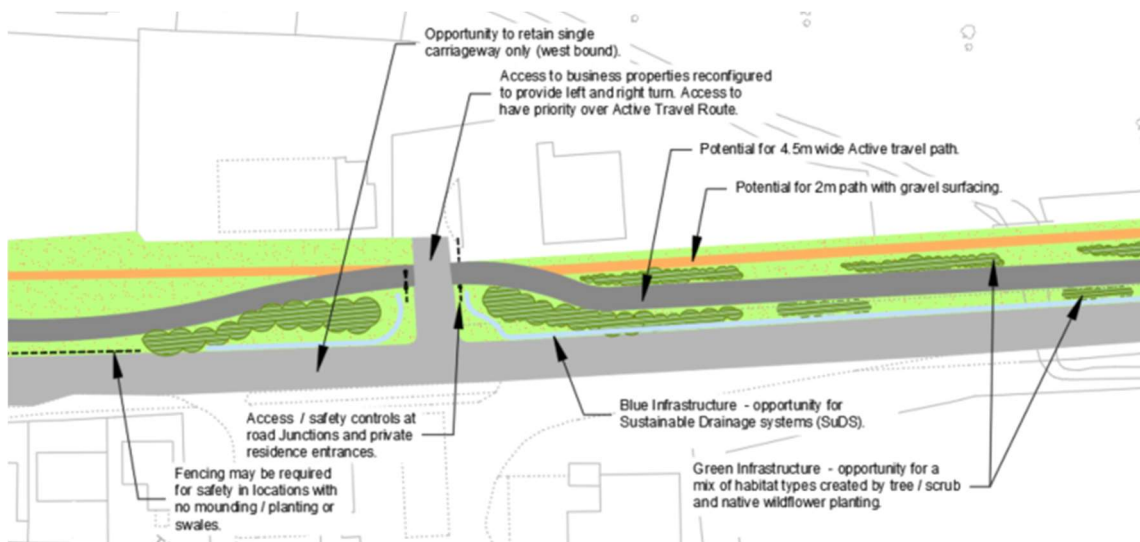 Opportunity to retain single
carriageway only (west bound).
Access to business properties reconfigured
to provide left and right turn. Access to
have priority over Active Travel Route.
Potential for 4.5m wide Active travel path.
Potential for 2m path with gravel surfacing.
Access / safety controls at
road Junctions and private
residence entrances.
Fencing may be required
for safety in locations with
no mounding / planting or
swales.
Blue Infrastructure - opportunity for
Sustainable Drainage systems (SuDS).
Green Infrastructure - opportunity for a
mix of habitat types created by tree / scrub
and native wildflower planting.